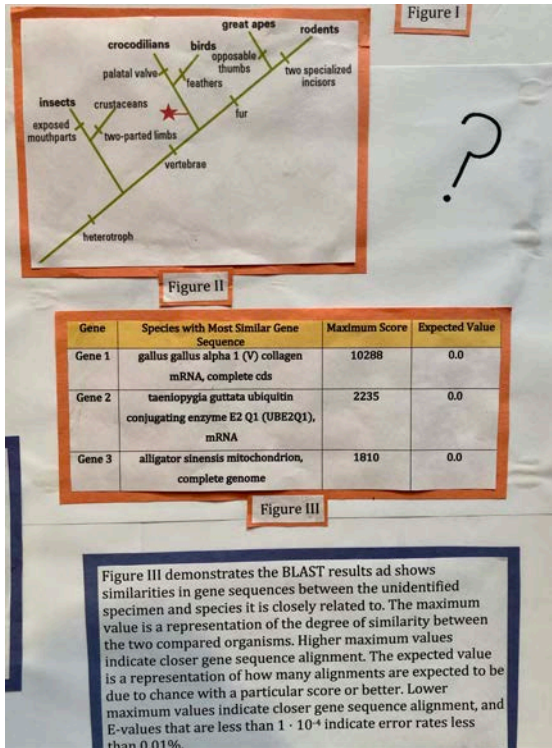 Figure I
great apes
rodents
crocodilians
birds
opposable
thumbs
palatal valve
feathers
two specialized
incisors
insects
crustaceans
exposed
mouthparts
two-parted limbs
fur
vertebrae
heterotroph
?
Figure II
Gene Species with Most Similar Gene Sequence Maximum Score Expected Value
Gene 1 gallus gallus alpha 1 (V) collagen 10288 0.0
mRNA, complete cds
Gene 2 taeniopygia guttata ubiquitin 2235 0.0
conjugating enzyme E2 Q1 (UBE2Q1),
mRNA
Gene 3 alligator sinensis mitochondrion, 1810 0.0
complete genome
Figure III
Figure III demonstrates the BLAST results ad shows
similarities in gene sequences between the unidentified
specimen and species it is closely related to. The maximum
value is a representation of the degree of similarity between
the two compared organisms. Higher maximum values
indicate closer gene sequence alignment. The expected value
is a representation of how many alignments are expected to be
due to chance with a particular score or better. Lower
maximum values indicate closer gene sequence alignment, and
E-values that are less than 1 · 10⁻⁴ indicate error rates less
than 0.01%.